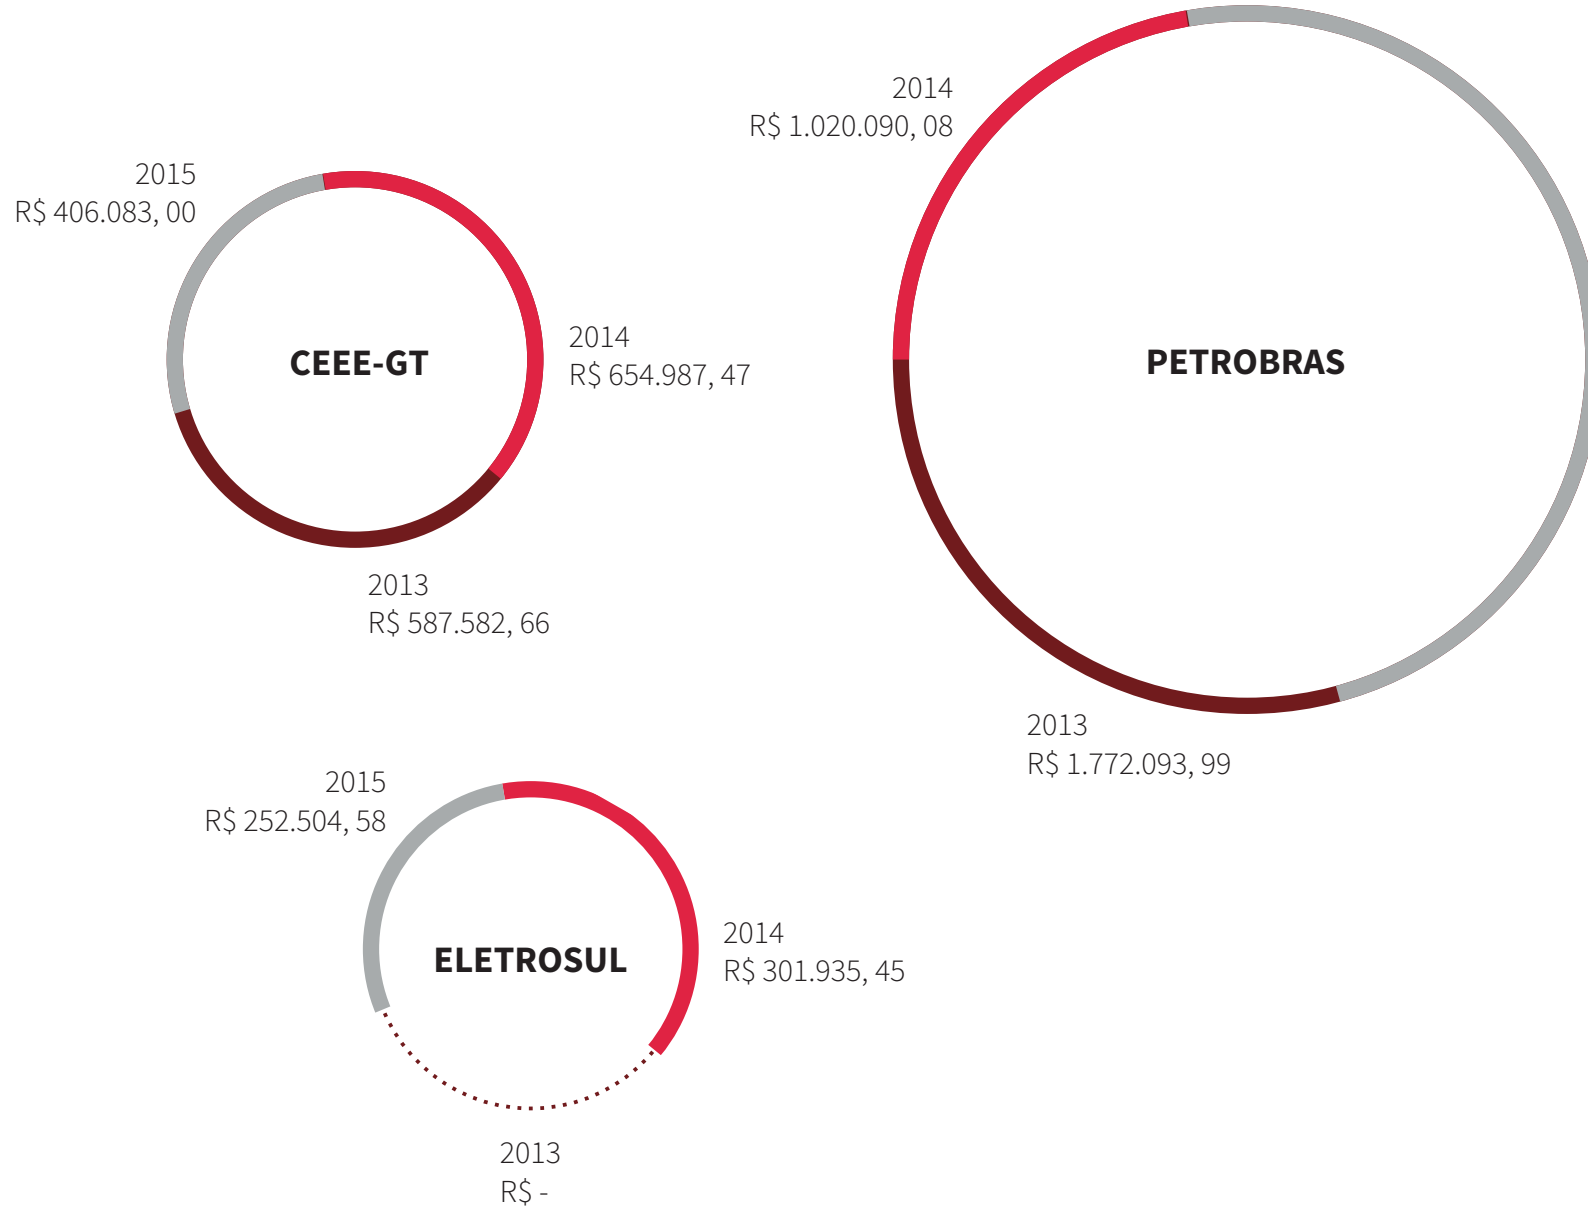 2014
R$ 1.020.090, 08
2015
R$ 406.083, 00
2014
R$ 654.987, 47
CEEE-GT
PETROBRAS
2013
R$ 587.582, 66
2013
R$ 1.772.093, 99
2015
R$ 252.504, 58
2014
R$ 301.935, 45
ELETROSUL
2013
R$ -